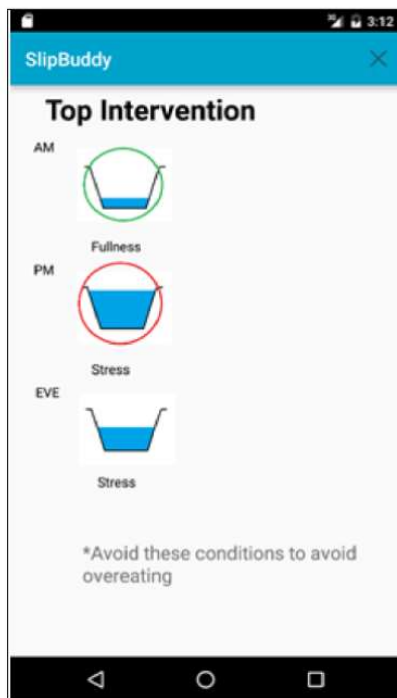 3:12
SlipBuddy
Top Intervention
AM
Fullness
PM
Stress
EVE
Stress
*Avoid these conditions to avoid
overeating